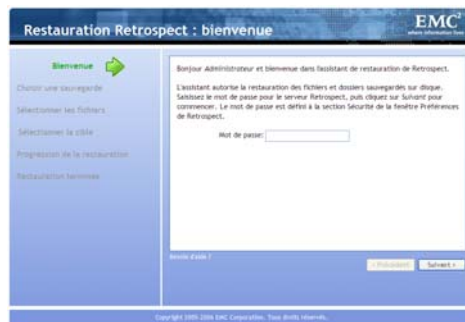 Restauration Retrospect : bienvenue
EMC²
where information lives
Bienvenue
Choisir une sauvegarde
Sélectionner les fichiers
Sélectionner la cible
Progression de la restauration
Restauration terminée
Bonjour Administrateur et bienvenue dans l'assistant de restauration de Retrospect.
L'assistant autorise la restauration des fichiers et dossiers sauvegardés sur disque.
Saisissez le mot de passe pour le serveur Retrospect, puis cliquez sur Suivant pour
commencer. Le mot de passe est défini à la section Sécurité de la fenêtre Préférences
de Retrospect.
Mot de passe:
Besoin d'aide ?
< Précédent
Suivant >
Copyright 2005-2006 EMC Corporation. Tous droits réservés.